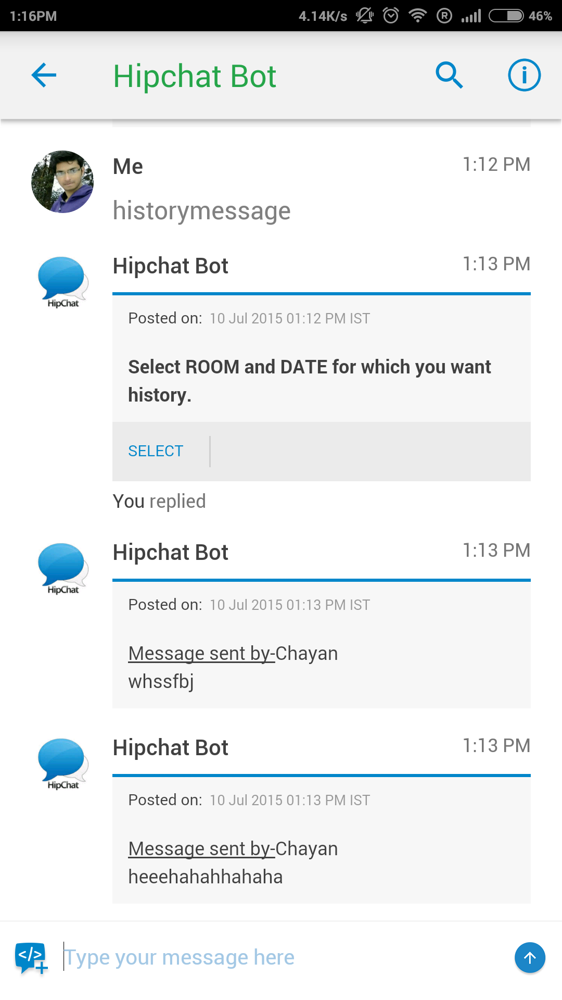 1:16PM
4.14K/s
R
46%
Hipchat Bot
Me
1:12 PM
historymessage
HipChat
Hipchat Bot
1:13 PM
Posted on: 10 Jul 2015 01:12 PM IST
Select ROOM and DATE for which you want
history.
SELECT
You replied
HipChat
Hipchat Bot
1:13 PM
Posted on: 10 Jul 2015 01:13 PM IST
Message sent by-Chayan
whssfbj
HipChat
Hipchat Bot
1:13 PM
Posted on: 10 Jul 2015 01:13 PM IST
Message sent by-Chayan
heeehahahhahaha
Type your message here